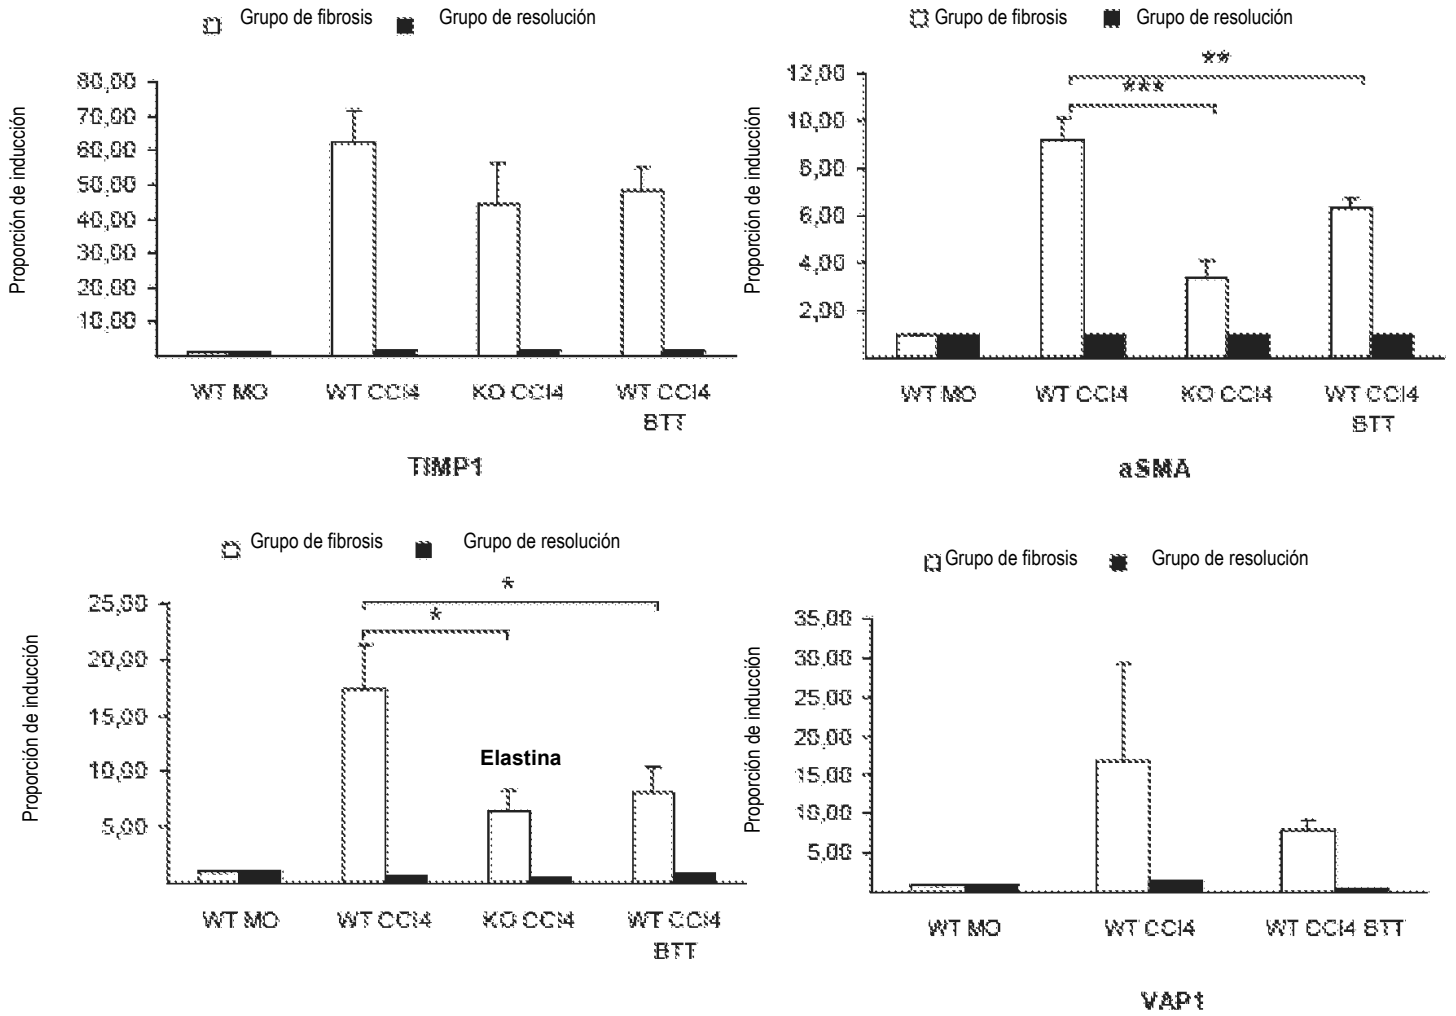 Grupo de fibrosis Grupo de resolución
Proporción de inducción
80,00
70,00
60,00
50,00
40,00
30,00
20,00
10,00
WT MO WT CCl4 KO CCl4 WT CCl4
BTT
TIMP1
Grupo de fibrosis Grupo de resolución
Proporción de inducción
**
***
12,00
10,00
8,00
6,00
4,00
2,00
WT MO WT CCl4 KO CCl4 WT CCl4
BTT
aSMA
Grupo de fibrosis Grupo de resolución
Proporción de inducción
*
*
25,00
20,00
15,00
10,00
5,00
Elastina
WT MO WT CCl4 KO CCl4 WT CCl4
BTT
Grupo de fibrosis Grupo de resolución
Proporción de inducción
35,00
30,00
25,00
20,00
15,00
10,00
5,00
WT MO WT CCl4 WT CCl4 BTT
VAP1